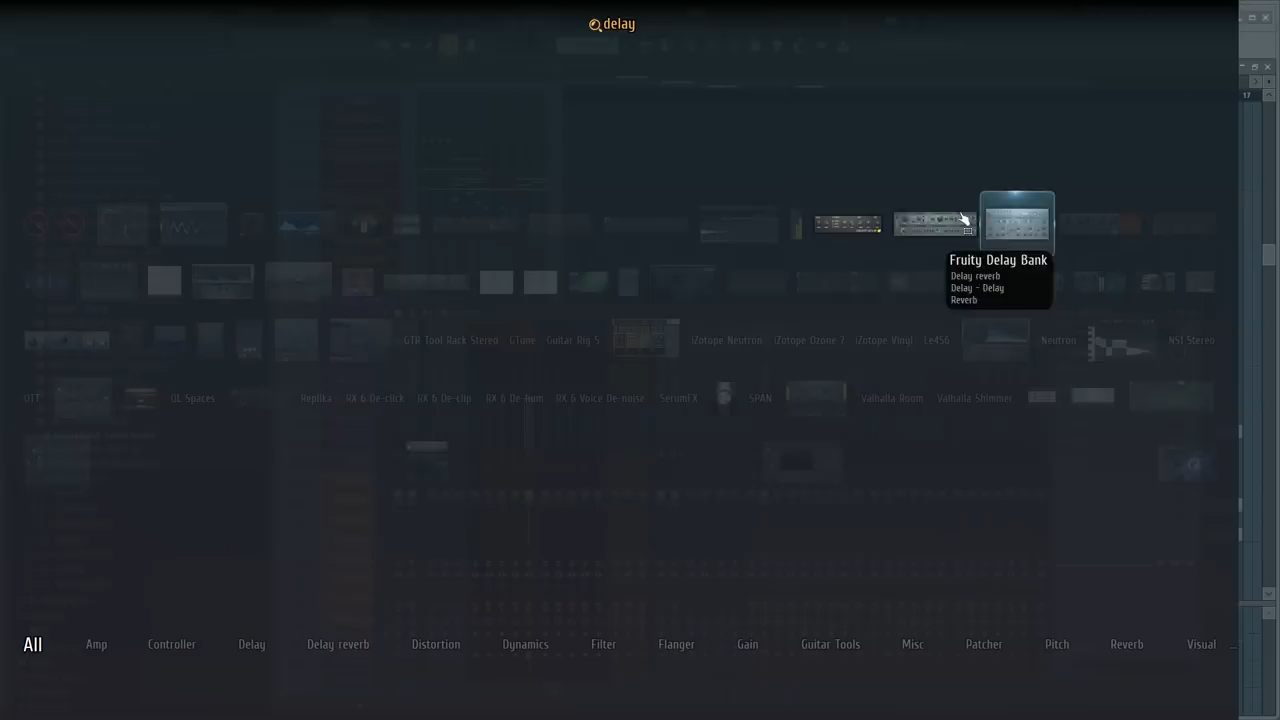 delay
17
Fruity Delay Bank
Delay reverb
Delay - Delay
Reverb
GTR Tool Rack Stereo GTune Guitar Rig 5 iZotope Neutron iZotope Ozone 7 iZotope Vinyl Le456 Neutron NST Stereo
OTT QL Spaces Replika RX 6 De-click RX 6 De-clip RX 6 De-hum RX 6 Voice De-noise SerumFX SPAN Valhalla Room Valhalla Shimmer
All Amp Controller Delay Delay reverb Distortion Dynamics Filter Flanger Gain Guitar Tools Misc Patcher Pitch Reverb Visual ...